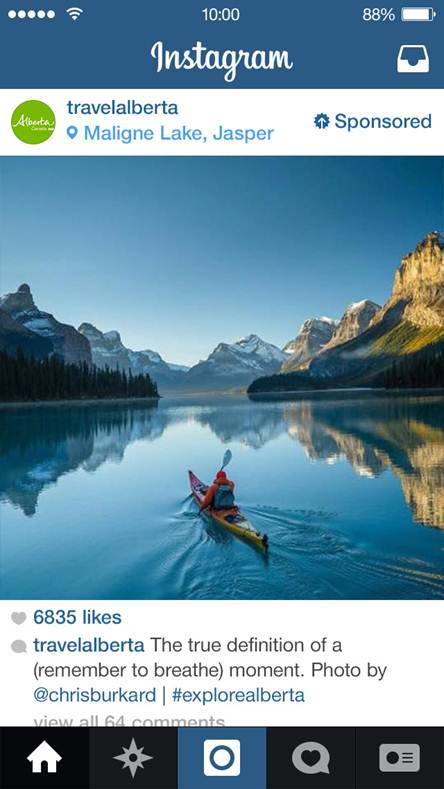 10:00 88%
Instagram
Alberta
Canada
travelalberta
Maligne Lake, Jasper
Sponsored
6835 likes
travelalberta The true definition of a
(remember to breathe) moment. Photo by
@chrisburkard | #explorealberta
view all 64 comments